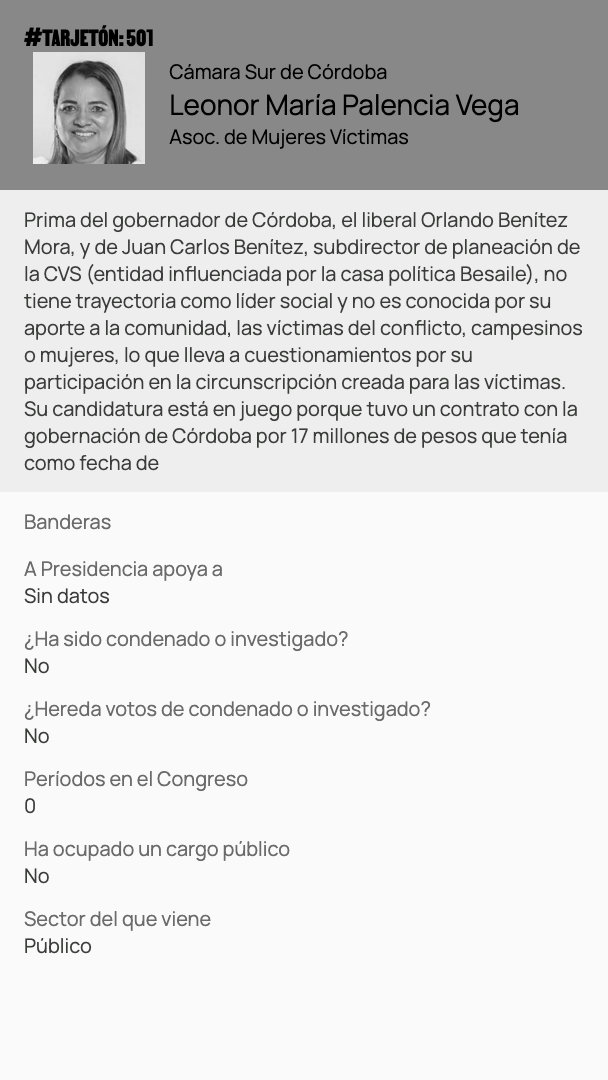 #TARJETÓN: 501
Cámara Sur de Córdoba
Leonor María Palencia Vega
Asoc. de Mujeres Víctimas
Prima del gobernador de Córdoba, el liberal Orlando Benítez
Mora, y de Juan Carlos Benítez, subdirector de planeación de
la CVS (entidad influenciada por la casa política Besaile), no
tiene trayectoria como líder social y no es conocida por su
aporte a la comunidad, las víctimas del conflicto, campesinos
o mujeres, lo que lleva a cuestionamientos por su
participación en la circunscripción creada para las víctimas.
Su candidatura está en juego porque tuvo un contrato con la
gobernación de Córdoba por 17 millones de pesos que tenía
como fecha de
Banderas
A Presidencia apoya a
Sin datos
¿Ha sido condenado o investigado?
No
¿Hereda votos de condenado o investigado?
No
Períodos en el Congreso
0
Ha ocupado un cargo público
No
Sector del que viene
Público